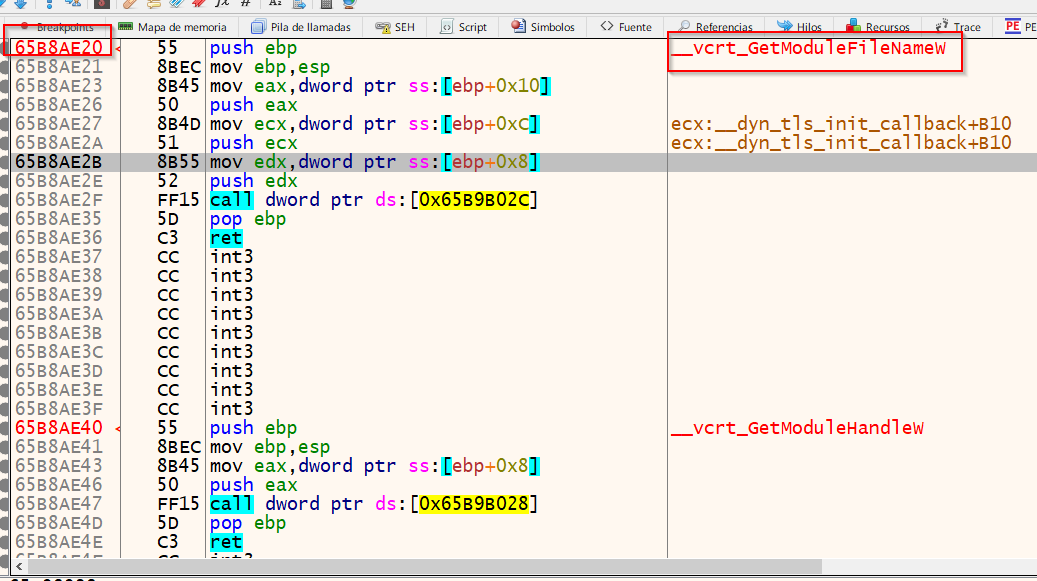 Breakpoints Mapa de memoria Pila de llamadas SEH Script Símbolos <> Fuente Referencias Hilos Recursos Trace PE PE
65B8AE20 < 55 push ebp __vcrt_GetModuleFileNameW
65B8AE21 8BEC mov ebp,esp
65B8AE23 8B45 mov eax,dword ptr ss:[ebp+0x10]
65B8AE26 50 push eax
65B8AE27 8B4D mov ecx,dword ptr ss:[ebp+0xC] ecx:__dyn_tls_init_callback+B10
65B8AE2A 51 push ecx ecx:__dyn_tls_init_callback+B10
65B8AE2B 8B55 mov edx,dword ptr ss:[ebp+0x8]
65B8AE2E 52 push edx
65B8AE2F FF15 call dword ptr ds:[0x65B9B02C]
65B8AE35 5D pop ebp
65B8AE36 C3 ret
65B8AE37 CC int3
65B8AE38 CC int3
65B8AE39 CC int3
65B8AE3A CC int3
65B8AE3B CC int3
65B8AE3C CC int3
65B8AE3D CC int3
65B8AE3E CC int3
65B8AE3F CC int3
65B8AE40 < 55 push ebp __vcrt_GetModuleHandleW
65B8AE41 8BEC mov ebp,esp
65B8AE43 8B45 mov eax,dword ptr ss:[ebp+0x8]
65B8AE46 50 push eax
65B8AE47 FF15 call dword ptr ds:[0x65B9B028]
65B8AE4D 5D pop ebp
65B8AE4E C3 ret